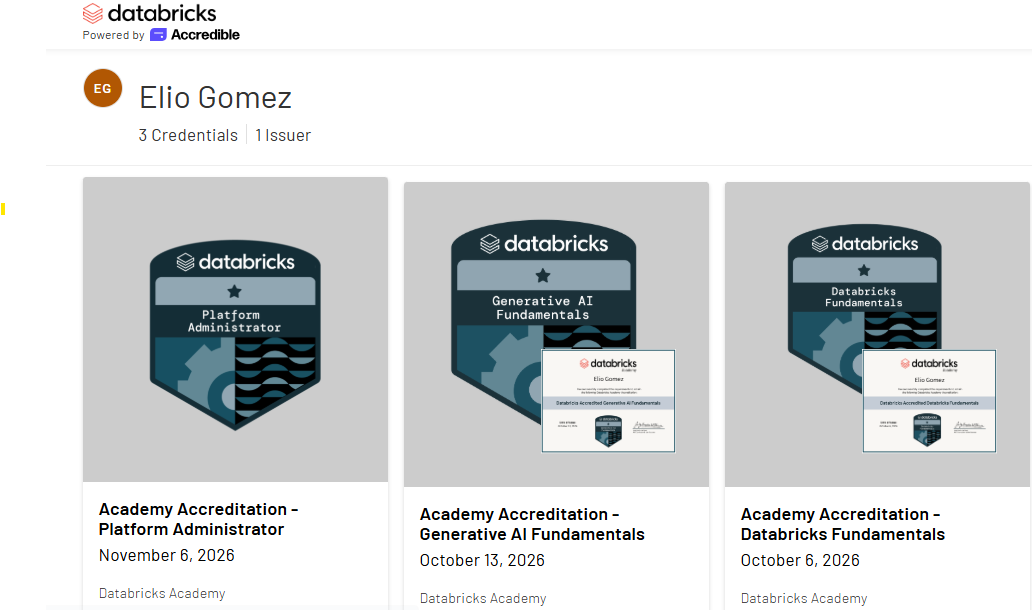 databricks
Powered by Accredible
EG
Elio Gomez
3 Credentials 1 Issuer
databricks
Platform
Administrator
Academy Accreditation -
Platform Administrator
November 6, 2026
Databricks Academy
databricks
Generative AI
Fundamentals
databricks
Academy
Elio Gomez
Databricks Accredited Generative AI Fundamentals
Academy Accreditation -
Generative AI Fundamentals
October 13, 2026
Databricks Academy
databricks
Databricks
Fundamentals
databricks
Academy
Elio Gomez
Databricks Accredited Databricks Fundamentals
Academy Accreditation -
Databricks Fundamentals
October 6, 2026
Databricks Academy